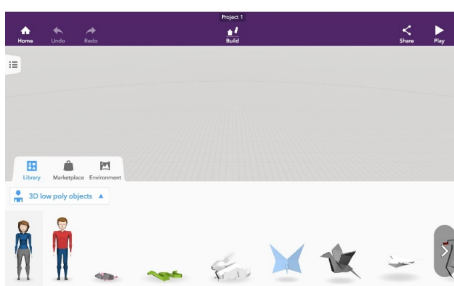 Project 1
Home Undo Redo Build Share Play
Library Marketplace Environment
3D low poly objects